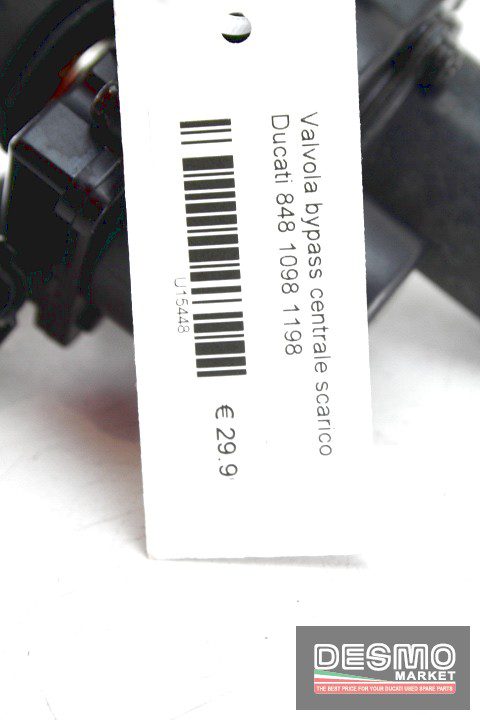 Valvola bypass centrale scarico
Ducati 848 1098 1198
U15448
€ 29.9
DESMO
MARKET
THE BEST PRICE FOR YOUR DUCATI USED SPARE PARTS